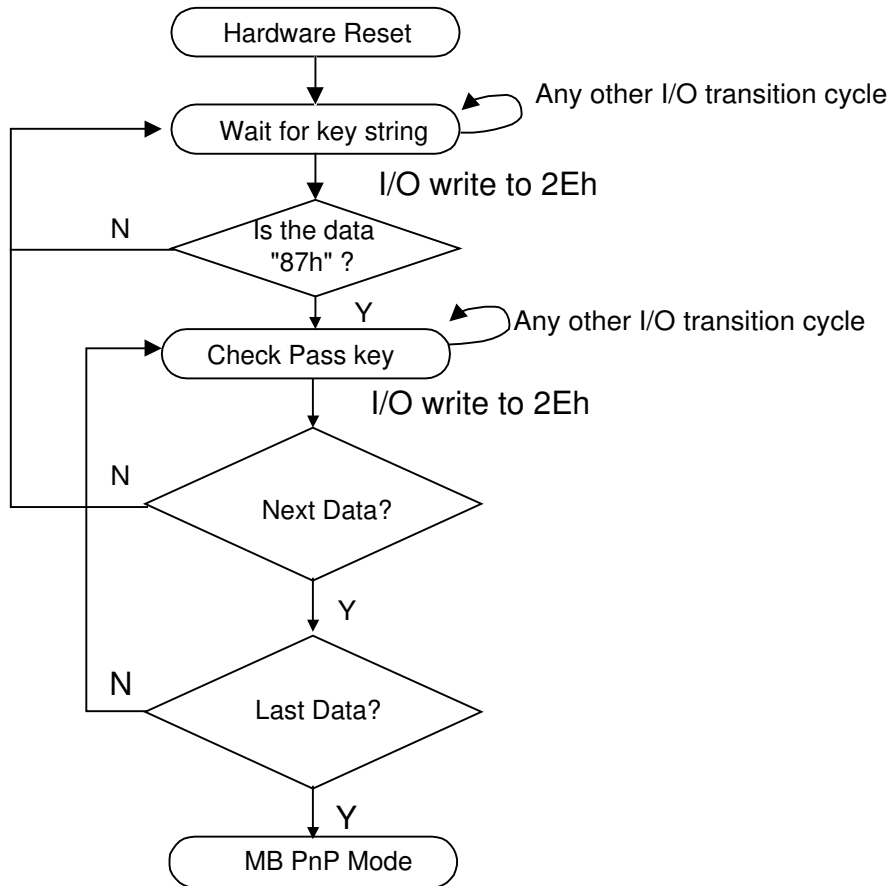 Hardware Reset
Any other I/O transition cycle
Wait for key string
I/O write to 2Eh
N
Is the data
"87h" ?
Y
Any other I/O transition cycle
Check Pass key
I/O write to 2Eh
N
Next Data?
Y
N
Last Data?
Y
MB PnP Mode